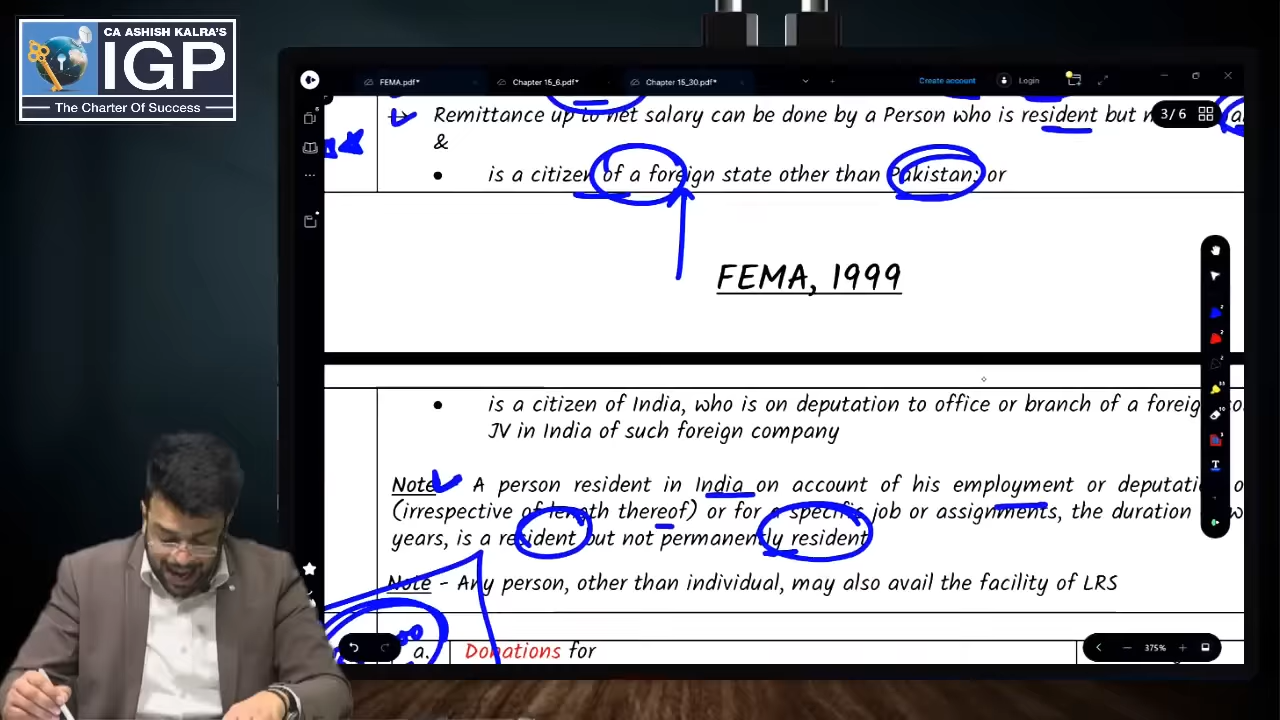 CA ASHISH KALRA'S
IGP
The Charter Of Success
FEMA.pdf*
Chapter 15_6.pdf*
Chapter 15_30.pdf*
Create account
Login
Remittance up to net salary can be done by a Person who is resident but
3/6
&
• is a citizen of a foreign state other than Pakistan; or
FEMA, 1999
• is a citizen of India, who is on deputation to office or branch of a foreig
JV in India of such foreign company
Note A person resident in India on account of his employment or deputati
(irrespective of length thereof) or for a specific job or assignments, the duration
years, is a resident but not permanently resident
Note - Any person, other than individual, may also avail the facility of LRS
a. Donations for
375%